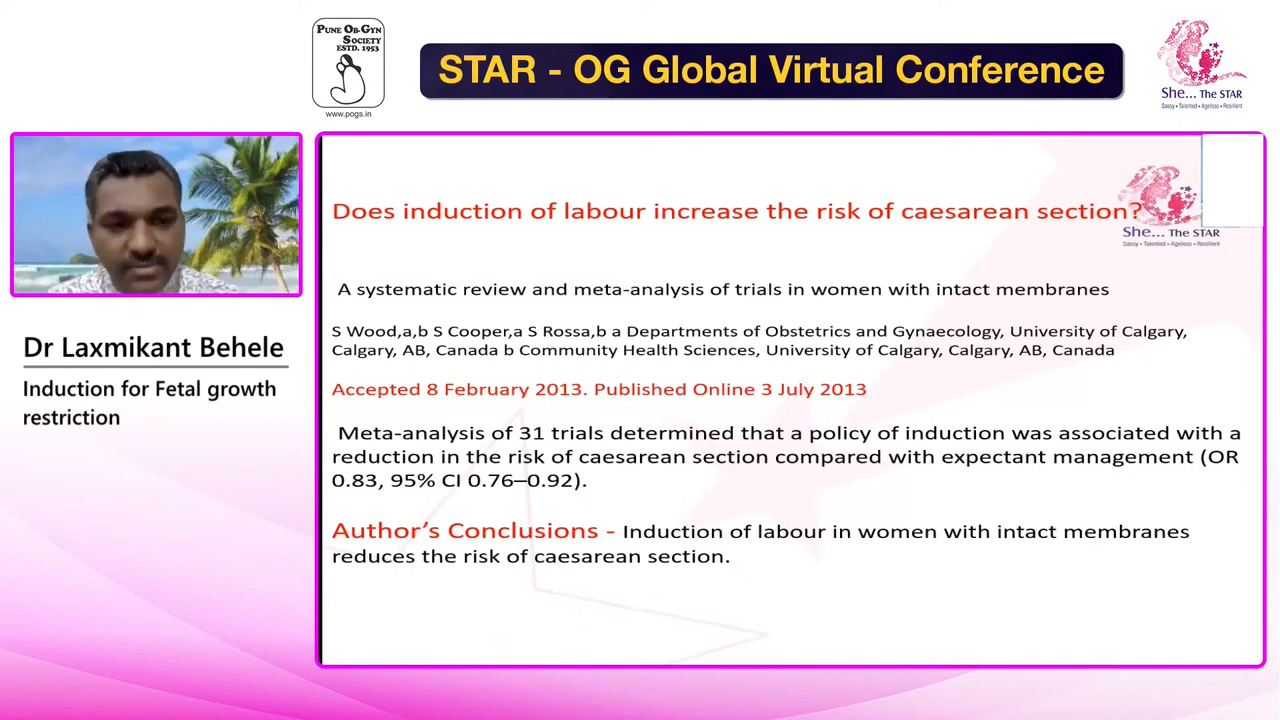 PUNE OB-GYN
SOCIETY
ESTD. 1953
www.pogs.in
STAR - OG Global Virtual Conference
She... The STAR
Sassy • Talented • Ageless • Resilient
Dr Laxmikant Behele
Induction for Fetal growth
restriction
Does induction of labour increase the risk of caesarean section?
She... The STAR
Sassy • Talented • Ageless • Resilient
A systematic review and meta-analysis of trials in women with intact membranes
S Wood,a,b S Cooper,a S Rossa,b a Departments of Obstetrics and Gynaecology, University of Calgary,
Calgary, AB, Canada b Community Health Sciences, University of Calgary, Calgary, AB, Canada
Accepted 8 February 2013. Published Online 3 July 2013
Meta-analysis of 31 trials determined that a policy of induction was associated with a
reduction in the risk of caesarean section compared with expectant management (OR
0.83, 95% CI 0.76–0.92).
Author’s Conclusions - Induction of labour in women with intact membranes
reduces the risk of caesarean section.